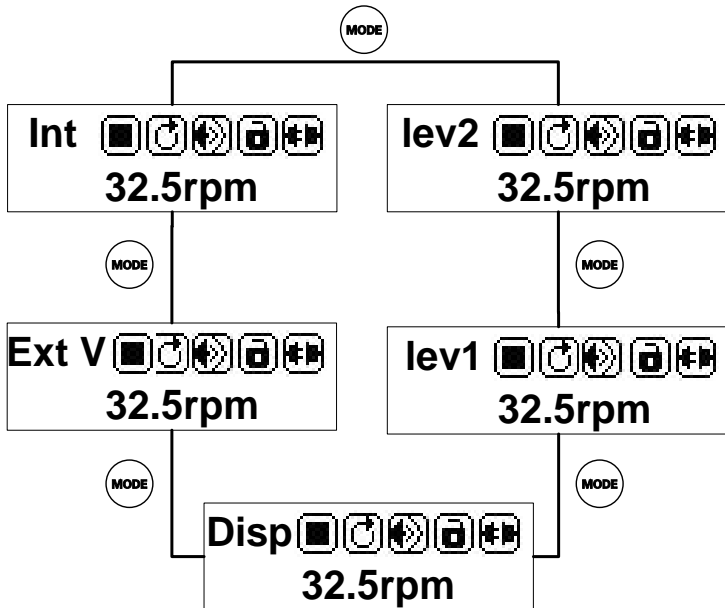 MODE
Int
32.5rpm
lev2
32.5rpm
MODE
MODE
Ext V
32.5rpm
lev1
32.5rpm
MODE
MODE
Disp
32.5rpm